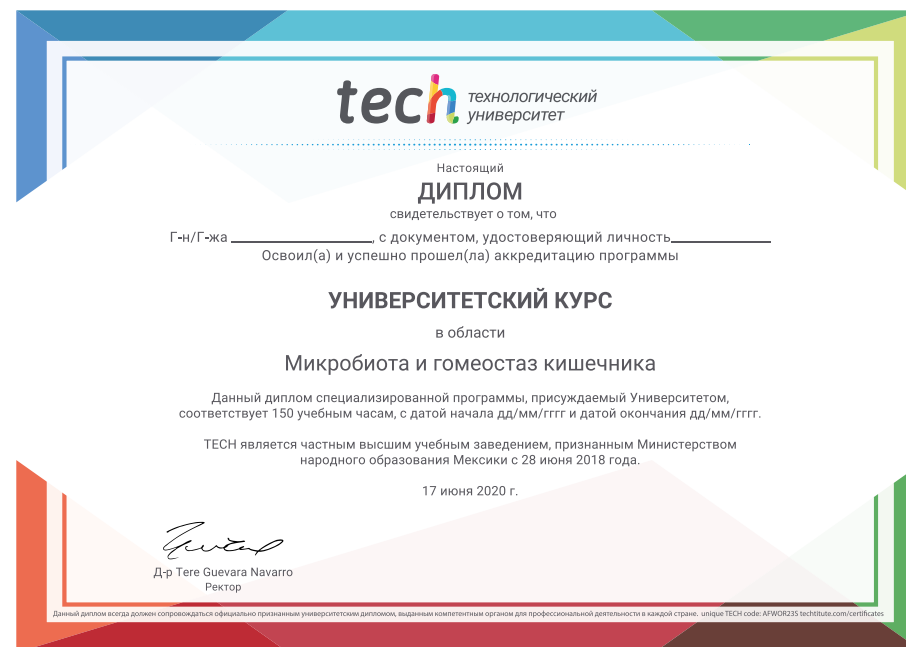 tech технологический
университет
Настоящий
ДИПЛОМ
свидетельствует о том, что
Г-н/Г-жа ____________________, с документом, удостоверяющий личность______________
Освоил(а) и успешно прошел(ла) аккредитацию программы
УНИВЕРСИТЕТСКИЙ КУРС
в области
Микробиота и гомеостаз кишечника
Данный диплом специализированной программы, присуждаемый Университетом,
соответствует 150 учебным часам, с датой начала дд/мм/гггг и датой окончания дд/мм/гггг.
TECH является частным высшим учебным заведением, признанным Министерством
народного образования Мексики с 28 июня 2018 года.
17 июня 2020 г.
Д-р Tere Guevara Navarro
Ректор
Данный диплом всегда должен сопровождаться официально признанным университетским дипломом, выданным компетентным органом для профессиональной деятельности в каждой стране. unique TECH code: AFWOR23S techtitute.com/certificates